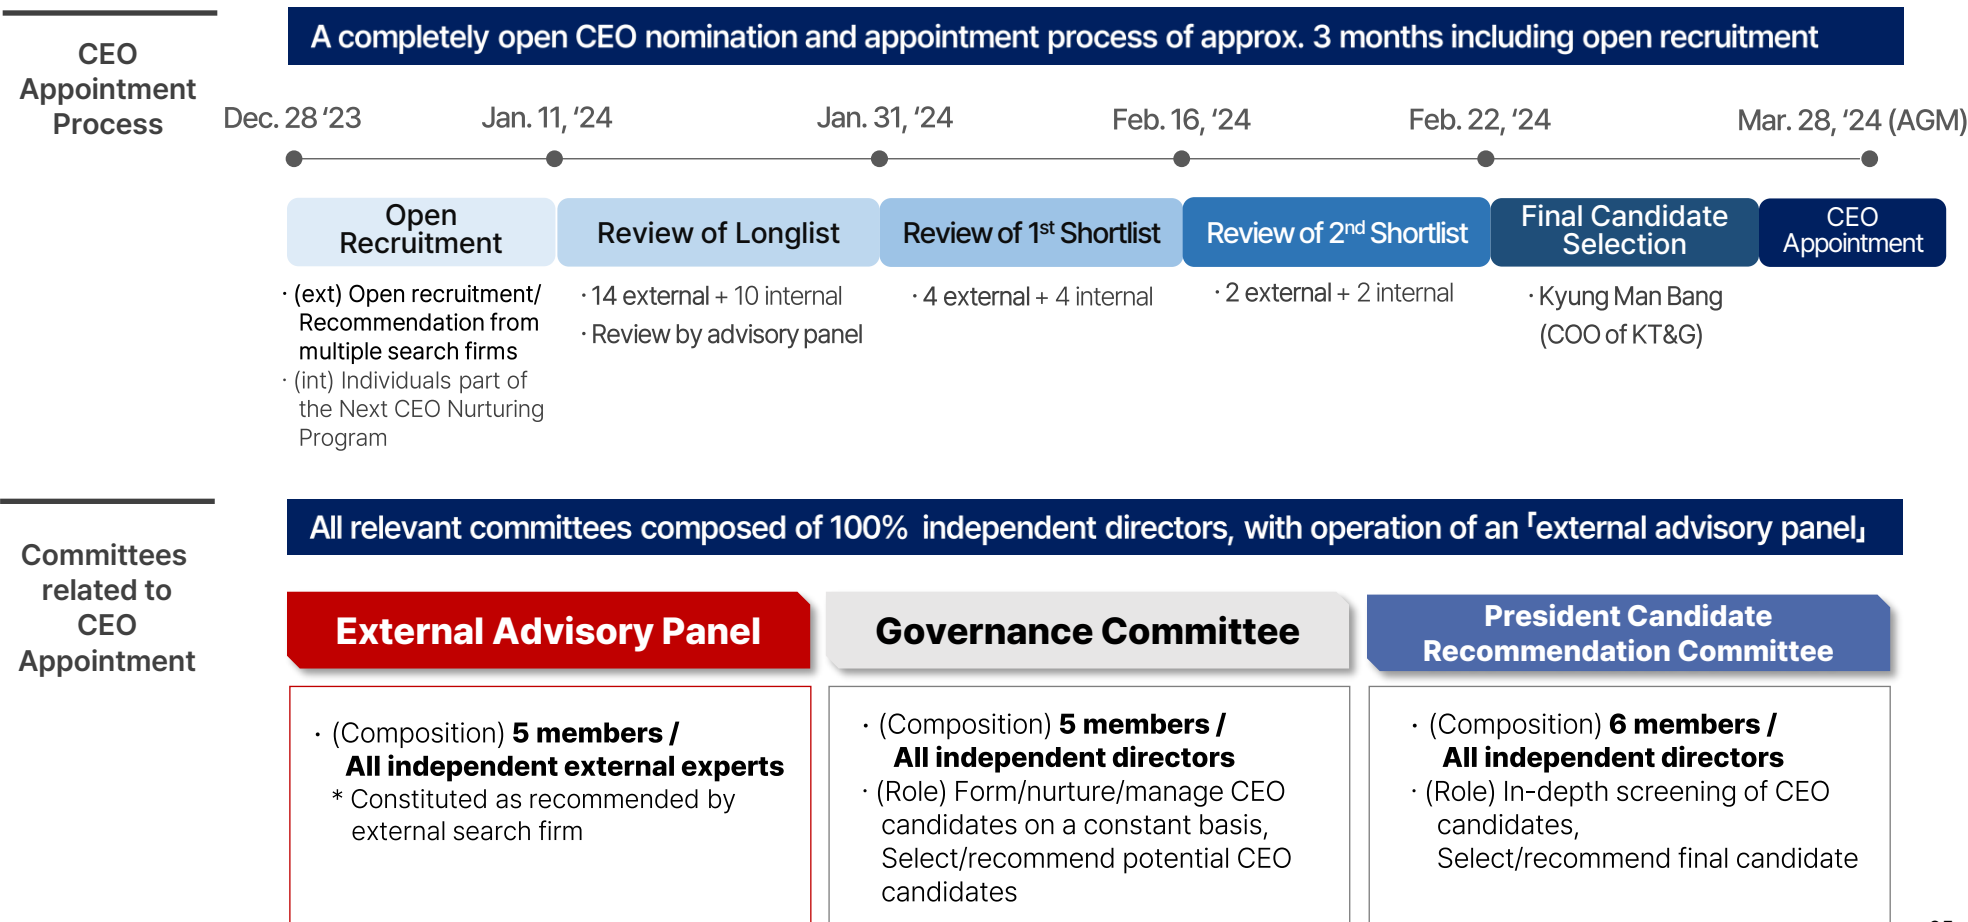 CEO
Appointment
Process
A completely open CEO nomination and appointment process of approx. 3 months including open recruitment
Dec. 28 ‘23
Jan. 11, ‘24
Jan. 31, ‘24
Feb. 16, ‘24
Feb. 22, ‘24
Mar. 28, ‘24 (AGM)
Open
Recruitment
Review of Longlist
Review of 1st Shortlist
Review of 2nd Shortlist
Final Candidate
Selection
CEO
Appointment
· (ext) Open recruitment/
Recommendation from
multiple search firms
· (int) Individuals part of
the Next CEO Nurturing
Program
· 14 external + 10 internal
· Review by advisory panel
· 4 external + 4 internal
· 2 external + 2 internal
· Kyung Man Bang
(COO of KT&G)
Committees
related to
CEO
Appointment
All relevant committees composed of 100% independent directors, with operation of an「external advisory panel」
External Advisory Panel
· (Composition) 5 members /
All independent external experts
* Constituted as recommended by
external search firm
Governance Committee
· (Composition) 5 members /
All independent directors
· (Role) Form/nurture/manage CEO
candidates on a constant basis,
Select/recommend potential CEO
candidates
President Candidate
Recommendation Committee
· (Composition) 6 members /
All independent directors
· (Role) In-depth screening of CEO
candidates,
Select/recommend final candidate